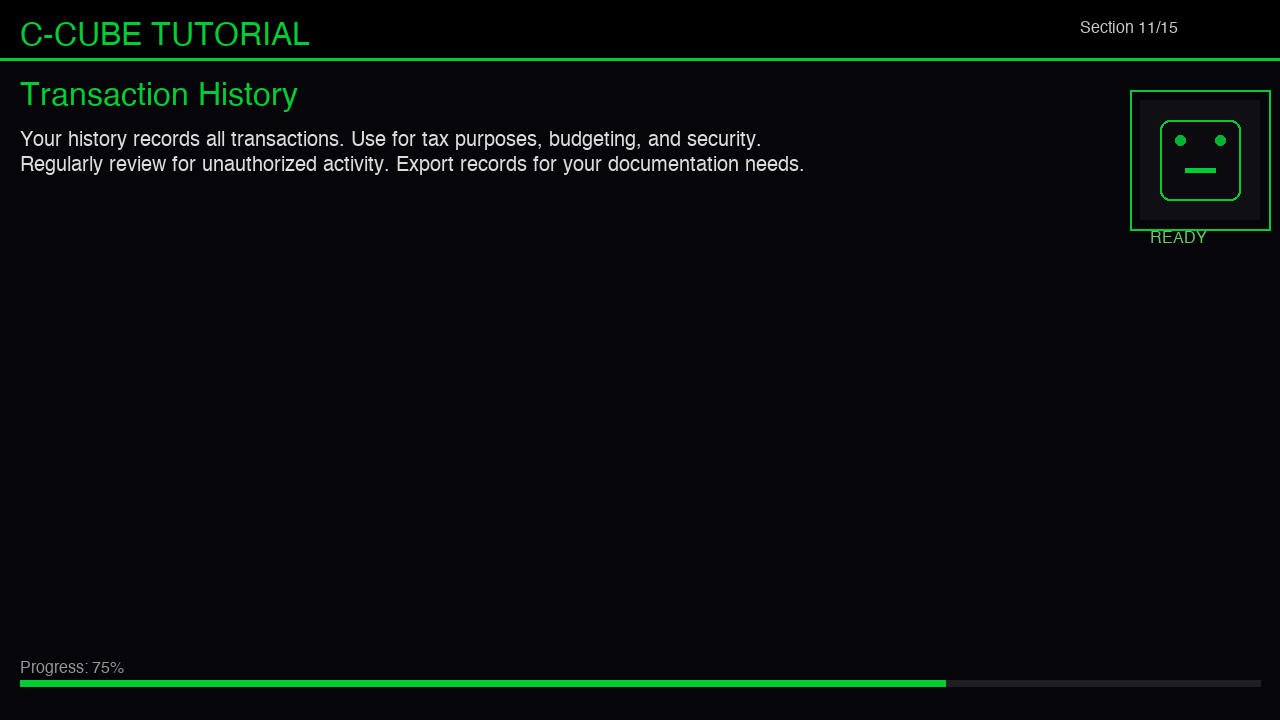 C-CUBE TUTORIAL
Section 11/15
Transaction History
Your history records all transactions. Use for tax purposes, budgeting, and security.
Regularly review for unauthorized activity. Export records for your documentation needs.
READY
Progress: 75%